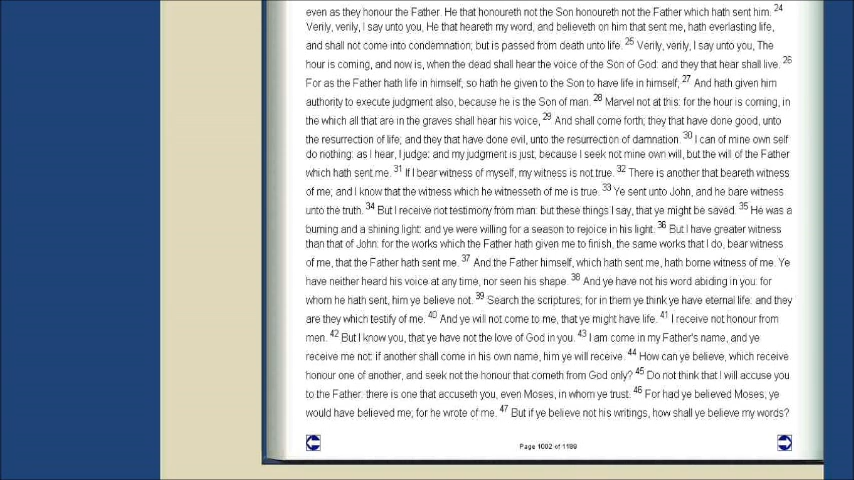 even as they honour the Father. He that honoureth not the Son honoureth not the Father which hath sent him. 24
Verily, verily, I say unto you, He that heareth my word, and believeth on him that sent me, hath everlasting life,
and shall not come into condemnation; but is passed from death unto life. 25 Verily, verily, I say unto you, The
hour is coming, and now is, when the dead shall hear the voice of the Son of God: and they that hear shall live. 26
For as the Father hath life in himself; so hath he given to the Son to have life in himself; 27 And hath given him
authority to execute judgment also, because he is the Son of man. 28 Marvel not at this: for the hour is coming, in
the which all that are in the graves shall hear his voice, 29 And shall come forth; they that have done good, unto
the resurrection of life; and they that have done evil, unto the resurrection of damnation. 30 I can of mine own self
do nothing: as I hear, I judge: and my judgment is just; because I seek not mine own will, but the will of the Father
which hath sent me. 31 If I bear witness of myself, my witness is not true. 32 There is another that beareth witness
of me; and I know that the witness which he witnesseth of me is true. 33 Ye sent unto John, and he bare witness
unto the truth. 34 But I receive not testimony from man: but these things I say, that ye might be saved. 35 He was a
burning and a shining light: and ye were willing for a season to rejoice in his light. 36 But I have greater witness
than that of John: for the works which the Father hath given me to finish, the same works that I do, bear witness
of me, that the Father hath sent me. 37 And the Father himself, which hath sent me, hath borne witness of me. Ye
have neither heard his voice at any time, nor seen his shape. 38 And ye have not his word abiding in you: for
whom he hath sent, him ye believe not. 39 Search the scriptures; for in them ye think ye have eternal life: and they
are they which testify of me. 40 And ye will not come to me, that ye might have life. 41 I receive not honour from
men. 42 But I know you, that ye have not the love of God in you. 43 I am come in my Father's name, and ye
receive me not: if another shall come in his own name, him ye will receive. 44 How can ye believe, which receive
honour one of another, and seek not the honour that cometh from God only? 45 Do not think that I will accuse you
to the Father: there is one that accuseth you, even Moses, in whom ye trust. 46 For had ye believed Moses, ye
would have believed me; for he wrote of me. 47 But if ye believe not his writings, how shall ye believe my words?
Page 1002 of 1189